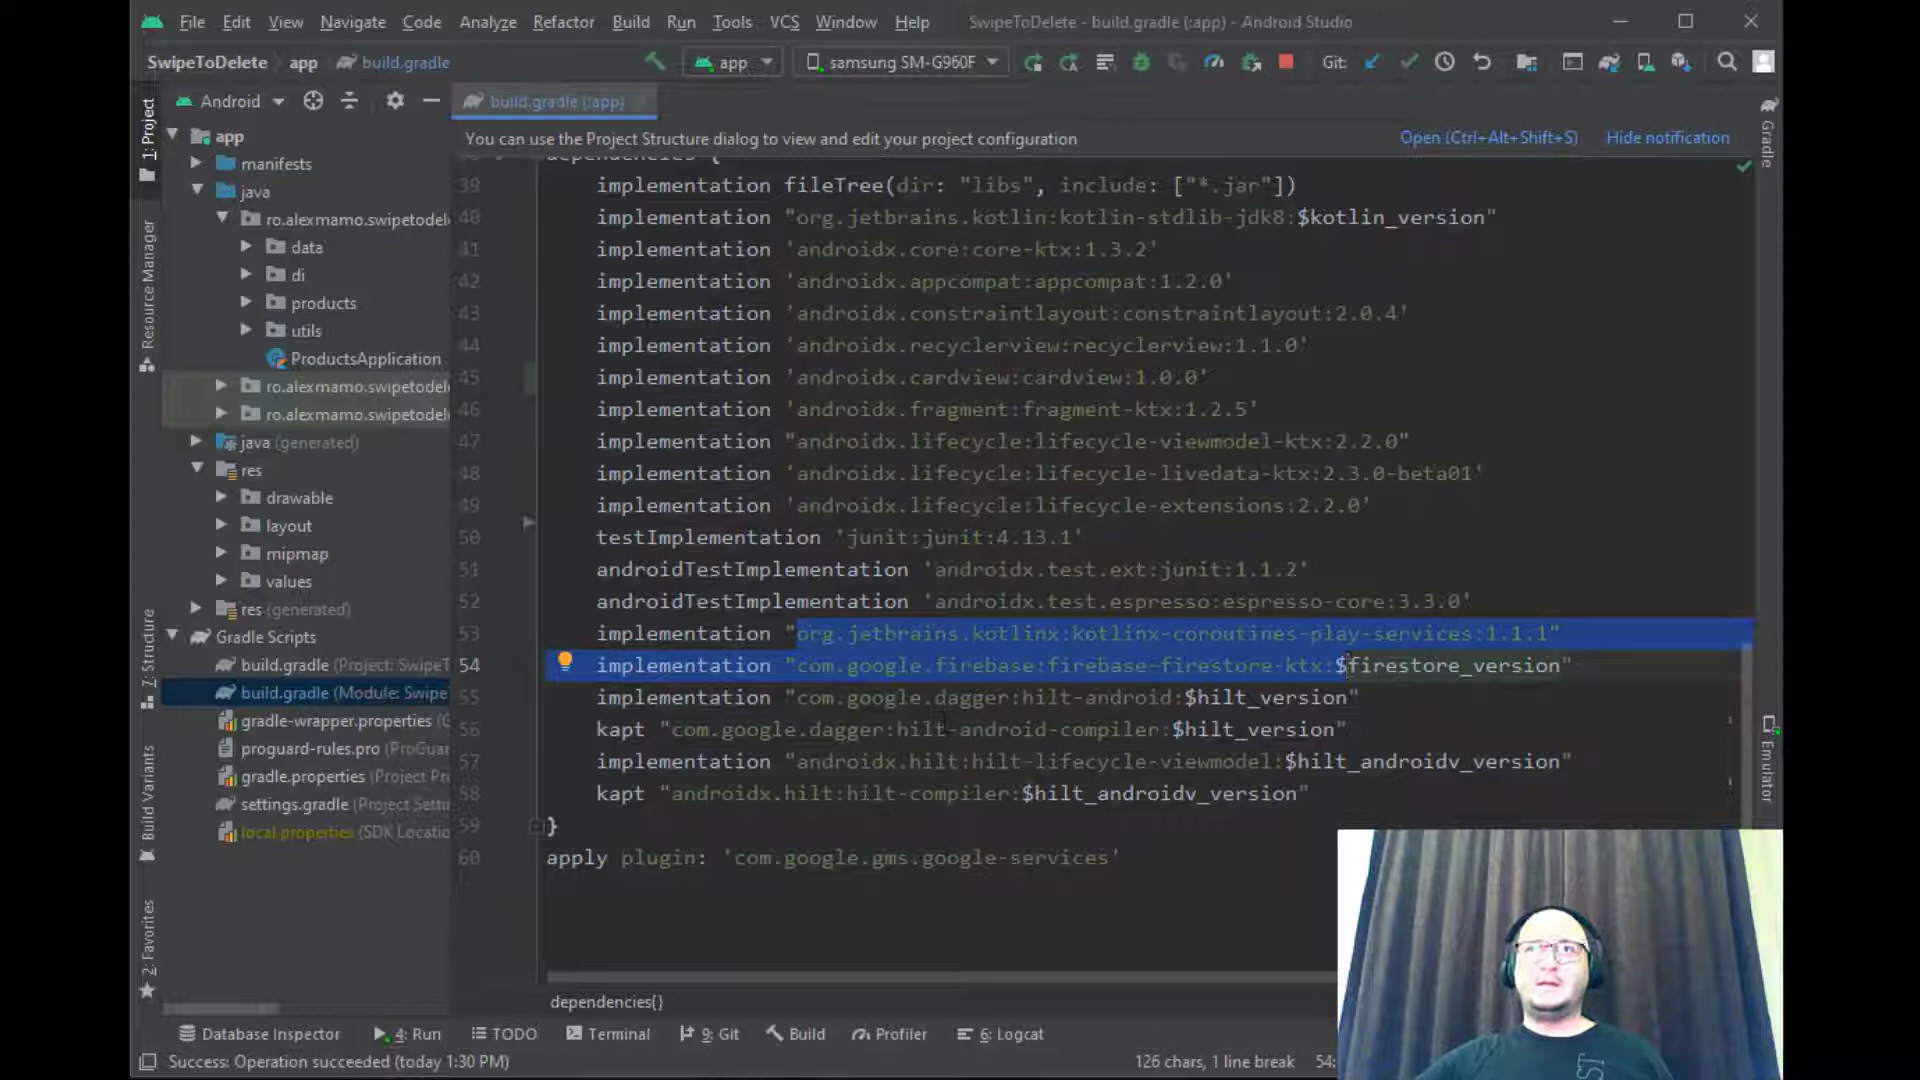 File Edit View Navigate Code Analyze Refactor Build Run Tools VCS Window Help SwipeToDelete - build.gradle (:app) - Android Studio
SwipeToDelete app build.gradle app samsung SM-G960F Git:
Android build.gradle (:app)
You can use the Project Structure dialog to view and edit your project configuration Open (Ctrl+Alt+Shift+S) Hide notification
1: Project
Resource Manager
7: Structure
Build Variants
2: Favorites
app
manifests
java
ro.alexmamo.swipetodel
data
di
products
utils
ProductsApplication
ro.alexmamo.swipetodel
ro.alexmamo.swipetodel
java (generated)
res
drawable
layout
mipmap
values
res (generated)
Gradle Scripts
build.gradle (Project: SwipeT
build.gradle (Module: Swipe
gradle-wrapper.properties (G
proguard-rules.pro (ProGuar
gradle.properties (Project Pro
settings.gradle (Project Setti
local.properties (SDK Locatio
dependencies {
39 implementation fileTree(dir: "libs", include: ["*.jar"])
40 implementation "org.jetbrains.kotlin:kotlin-stdlib-jdk8:$kotlin_version"
41 implementation 'androidx.core:core-ktx:1.3.2'
42 implementation 'androidx.appcompat:appcompat:1.2.0'
43 implementation 'androidx.constraintlayout:constraintlayout:2.0.4'
44 implementation 'androidx.recyclerview:recyclerview:1.1.0'
45 implementation 'androidx.cardview:cardview:1.0.0'
46 implementation 'androidx.fragment:fragment-ktx:1.2.5'
47 implementation "androidx.lifecycle:lifecycle-viewmodel-ktx:2.2.0"
48 implementation 'androidx.lifecycle:lifecycle-livedata-ktx:2.3.0-beta01'
49 implementation 'androidx.lifecycle:lifecycle-extensions:2.2.0'
50 testImplementation 'junit:junit:4.13.1'
51 androidTestImplementation 'androidx.test.ext:junit:1.1.2'
52 androidTestImplementation 'androidx.test.espresso:espresso-core:3.3.0'
53 implementation "org.jetbrains.kotlinx:kotlinx-coroutines-play-services:1.1.1"
54 implementation "com.google.firebase:firebase-firestore-ktx:$firestore_version"
55 implementation "com.google.dagger:hilt-android:$hilt_version"
56 kapt "com.google.dagger:hilt-android-compiler:$hilt_version"
57 implementation "androidx.hilt:hilt-lifecycle-viewmodel:$hilt_androidv_version"
58 kapt "androidx.hilt:hilt-compiler:$hilt_androidv_version"
59 }
60 apply plugin: 'com.google.gms.google-services'
Gradle
Emulator
dependencies{}
Database Inspector 4: Run TODO Terminal 9: Git Build Profiler 6: Logcat
Success: Operation succeeded (today 1:30 PM) 126 chars, 1 line break 54: